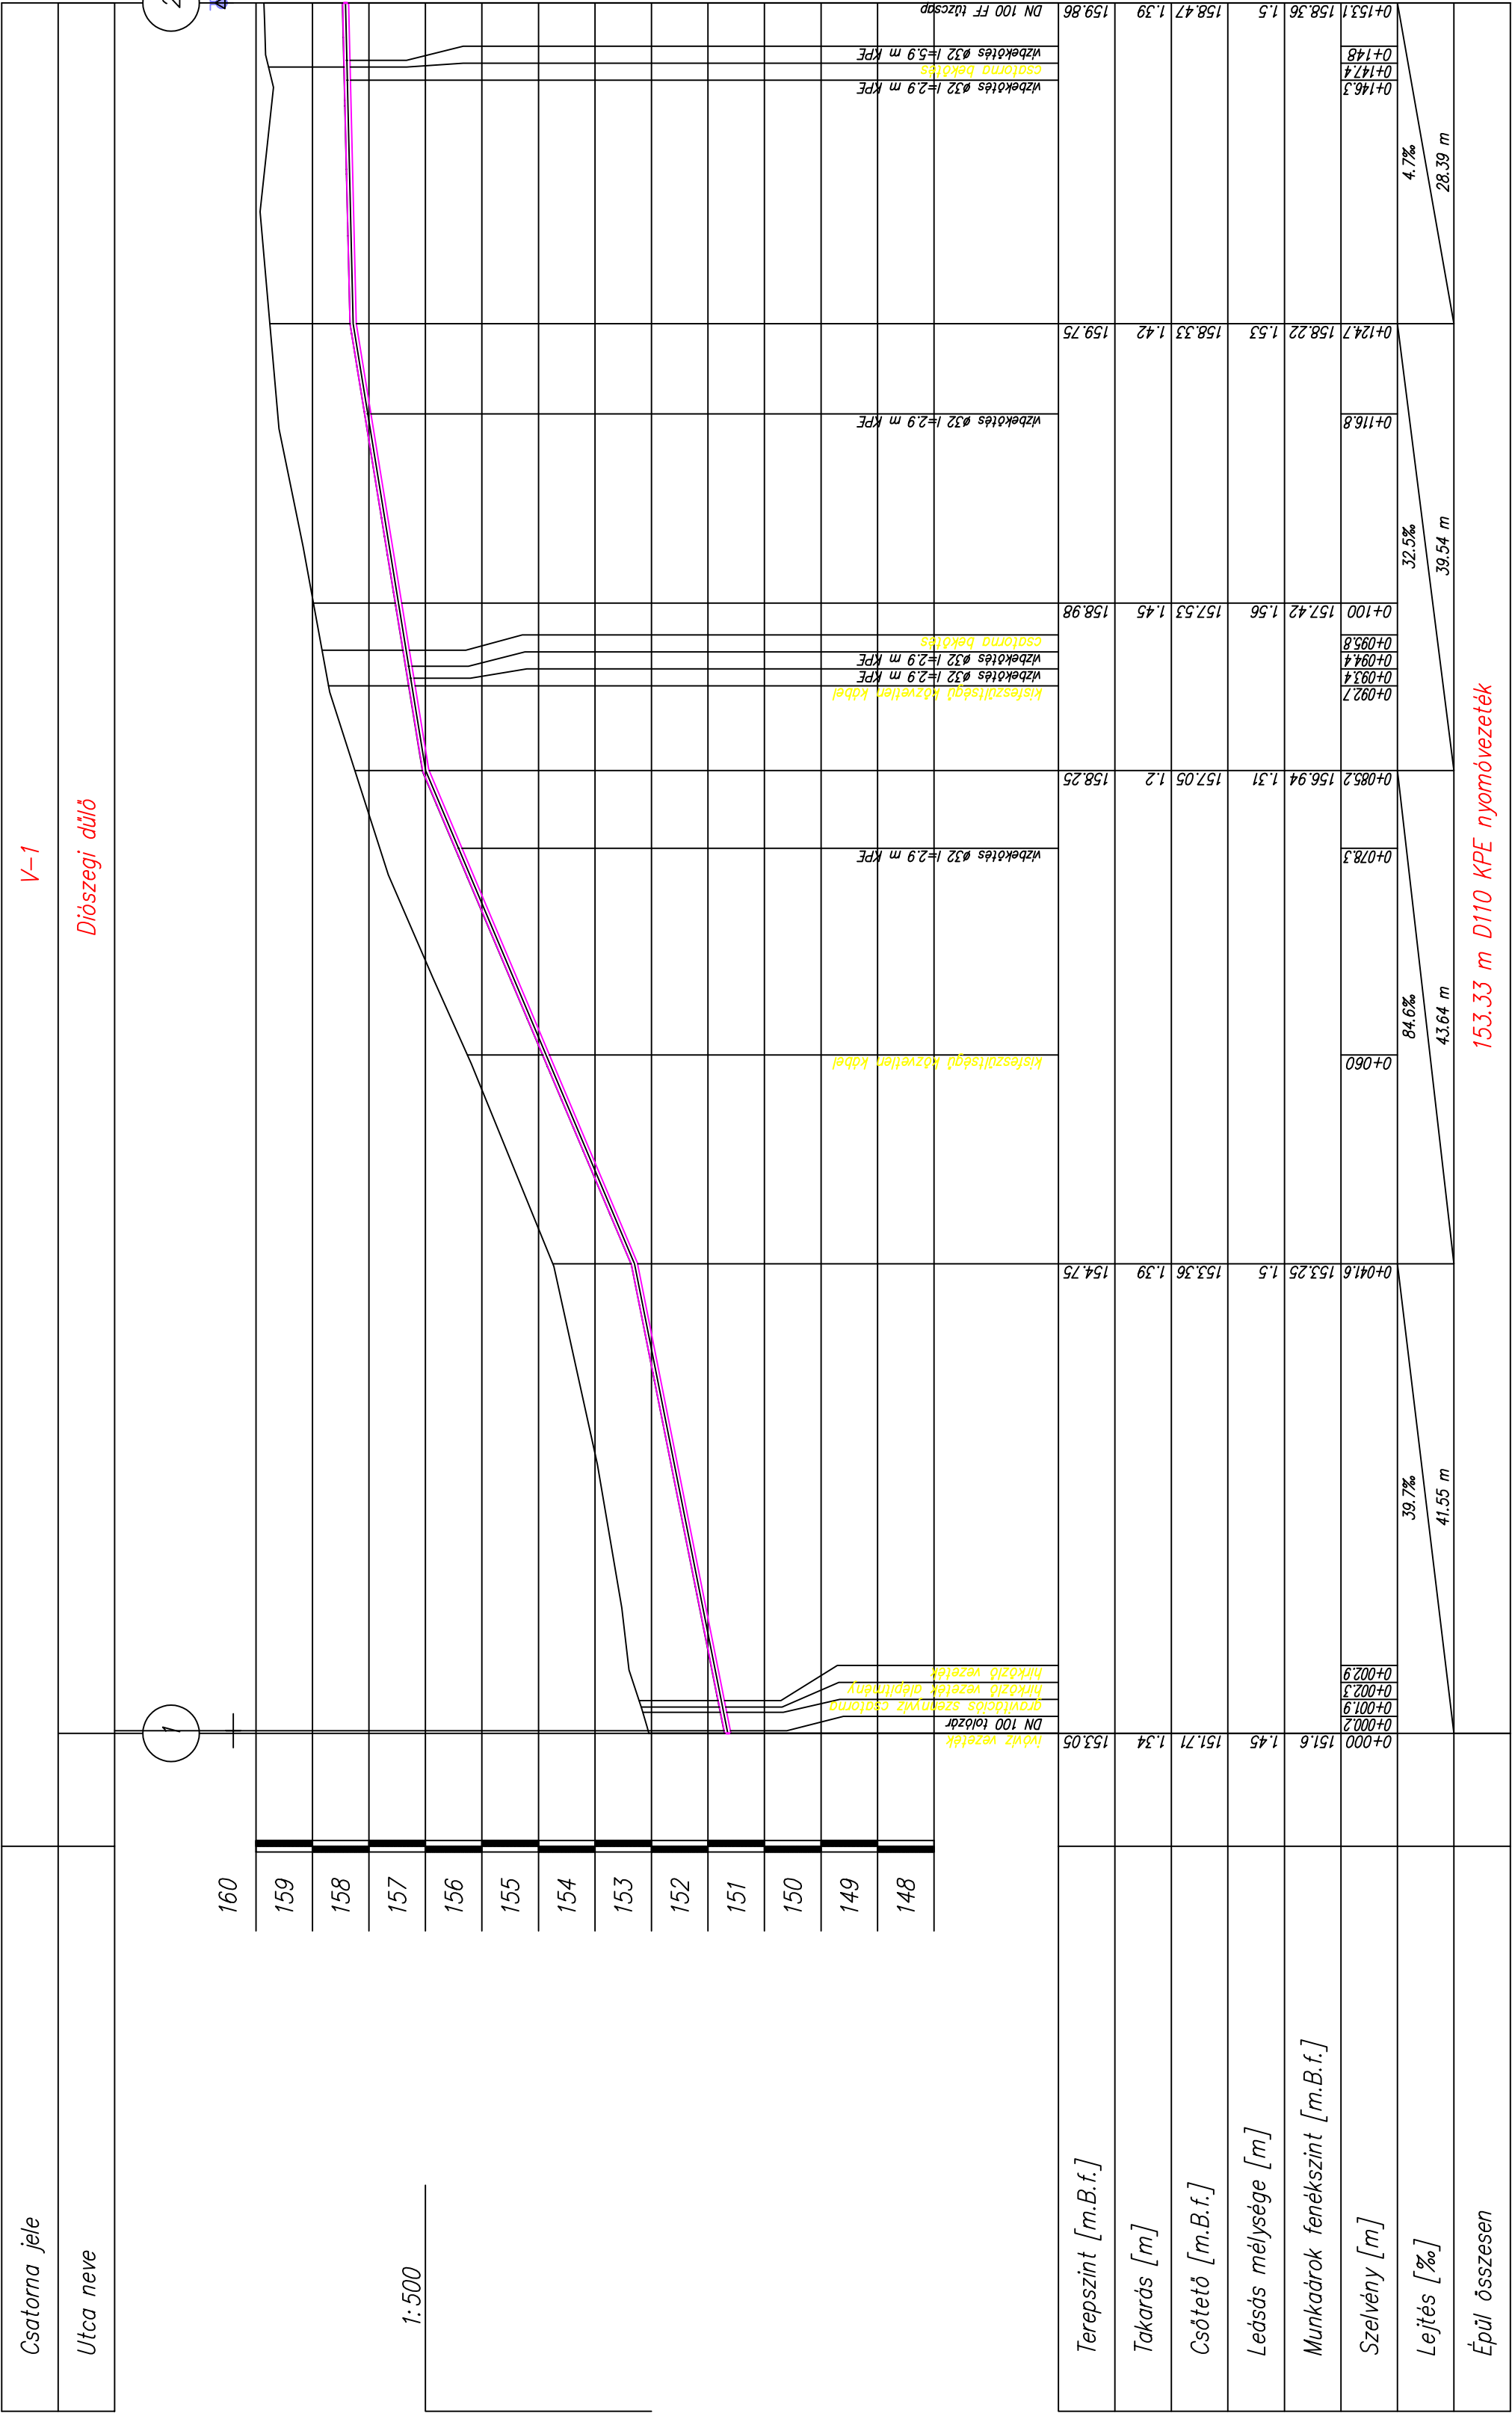 Csatorna jele
V-1
Utca neve
Diószegi dűlő
1
2
1:500
160
159
158
157
156
155
154
153
152
151
150
149
148
ivóvíz vezeték
DN 100 tolózár
gravitációs szennyvíz csatorna
hírközlő vezeték alépítmény
hírközlő vezeték
kisfeszültségű közvetlen kábel
vízbekötés ø32 l=2.9 m KPE
kisfeszültségű közvetlen kábel
vízbekötés ø32 l=2.9 m KPE
vízbekötés ø32 l=2.9 m KPE
csatorna bekötés
vízbekötés ø32 l=2.9 m KPE
vízbekötés ø32 l=2.9 m KPE
csatorna bekötés
vízbekötés ø32 l=5.9 m KPE
DN 100 FF tűzcsap
Terepszint [m.B.f.]
153.05 154.75 158.25 158.98 159.75 159.86
Takarás [m]
1.34 1.39 1.2 1.45 1.42 1.39
Csőtető [m.B.f.]
151.71 153.36 157.05 157.53 158.33 158.47
Leásás mélysége [m]
1.45 1.5 1.31 1.56 1.53 1.5
Munkaárok fenékszint [m.B.f.]
151.6 153.25 156.94 157.42 158.22 158.36
Szelvény [m]
0+000 0+000.2 0+001.9 0+002.3 0+002.9 0+041.6 0+060 0+078.3 0+085.2 0+092.7 0+093.4 0+094.4 0+095.8 0+100 0+116.8 0+124.7 0+146.3 0+147.4 0+148 0+153.1
Lejtés [‰]
39.7‰ 84.6‰ 32.5‰ 4.7‰
41.55 m 43.64 m 39.54 m 28.39 m
Épül összesen
153.33 m D110 KPE nyomóvezeték